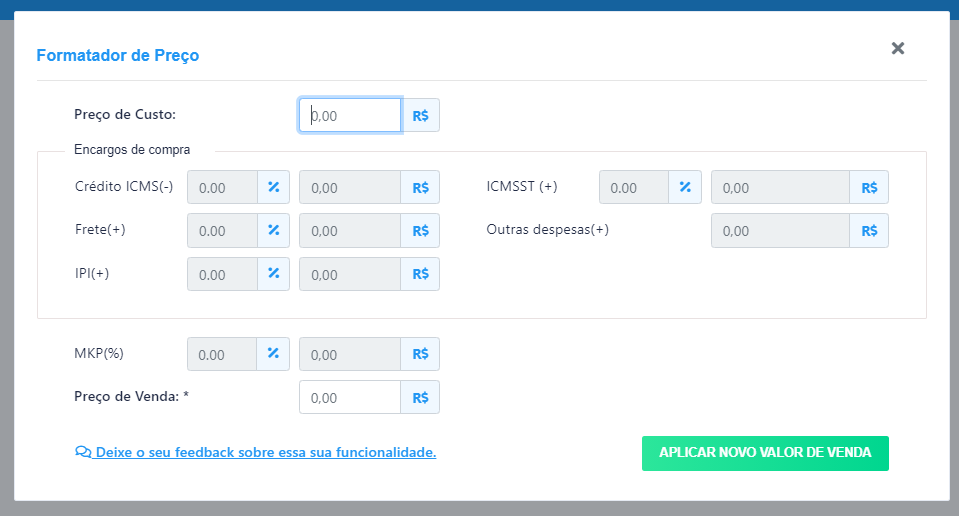 Formatador de Preço
Preço de Custo: 0,00 R$
Encargos de compra
Crédito ICMS(-) 0.00 % 0,00 R$ ICMSST (+) 0.00 % 0,00 R$
Frete(+) 0.00 % 0,00 R$ Outras despesas(+) 0,00 R$
IPI(+) 0.00 % 0,00 R$
MKP(%) 0.00 % 0,00 R$
Preço de Venda: * 0,00 R$
Deixe o seu feedback sobre essa sua funcionalidade. APLICAR NOVO VALOR DE VENDA